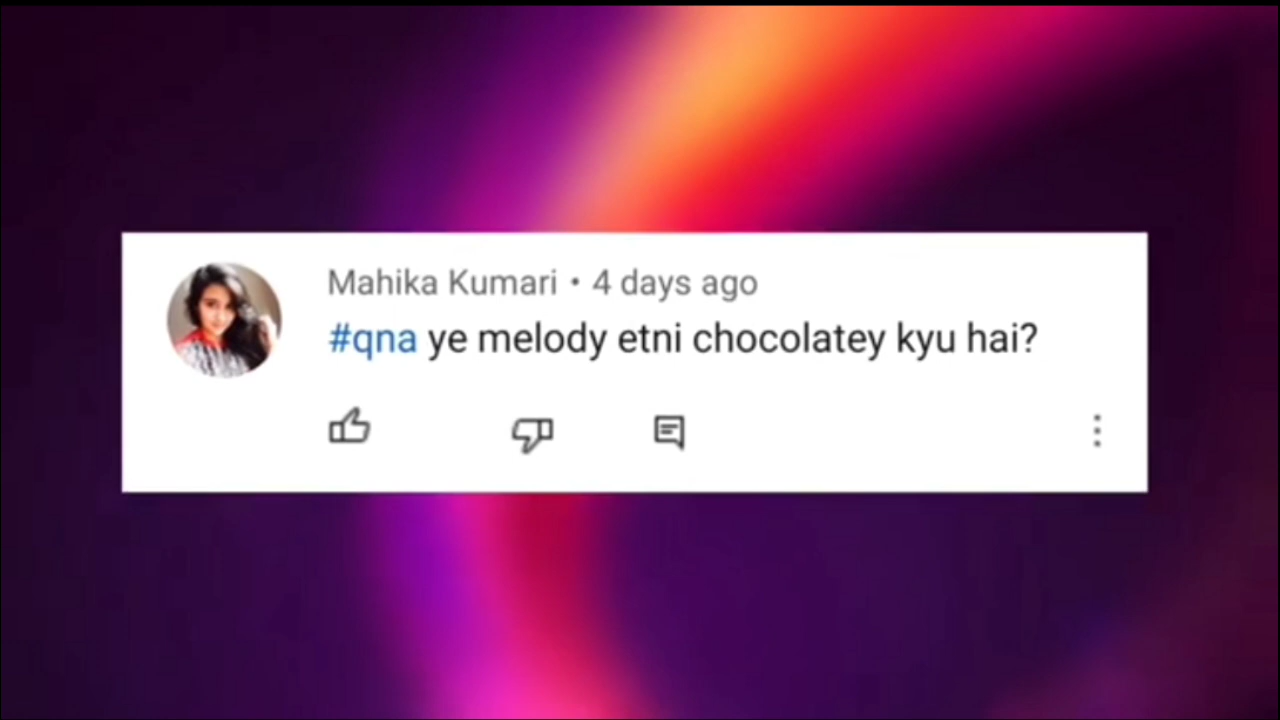 Mahika Kumari • 4 days ago
#qna ye melody etni chocolatey kyu hai?